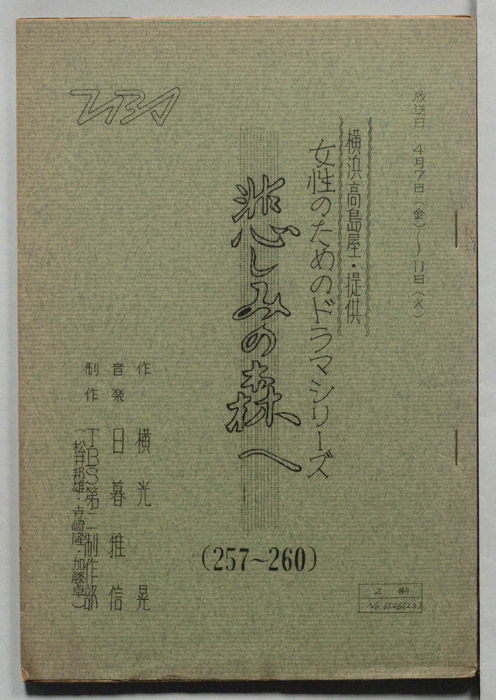 放送日 4月7日(金)～11日(火)
横浜高島屋・提供
女性のためのドラマシリーズ
悲しみの森へ
(257～260)
作 横光晃
音楽 日暮雅信
制作 TBS第二制作部
(松井邦雄・寺崎隆・加藤卓)
TBS